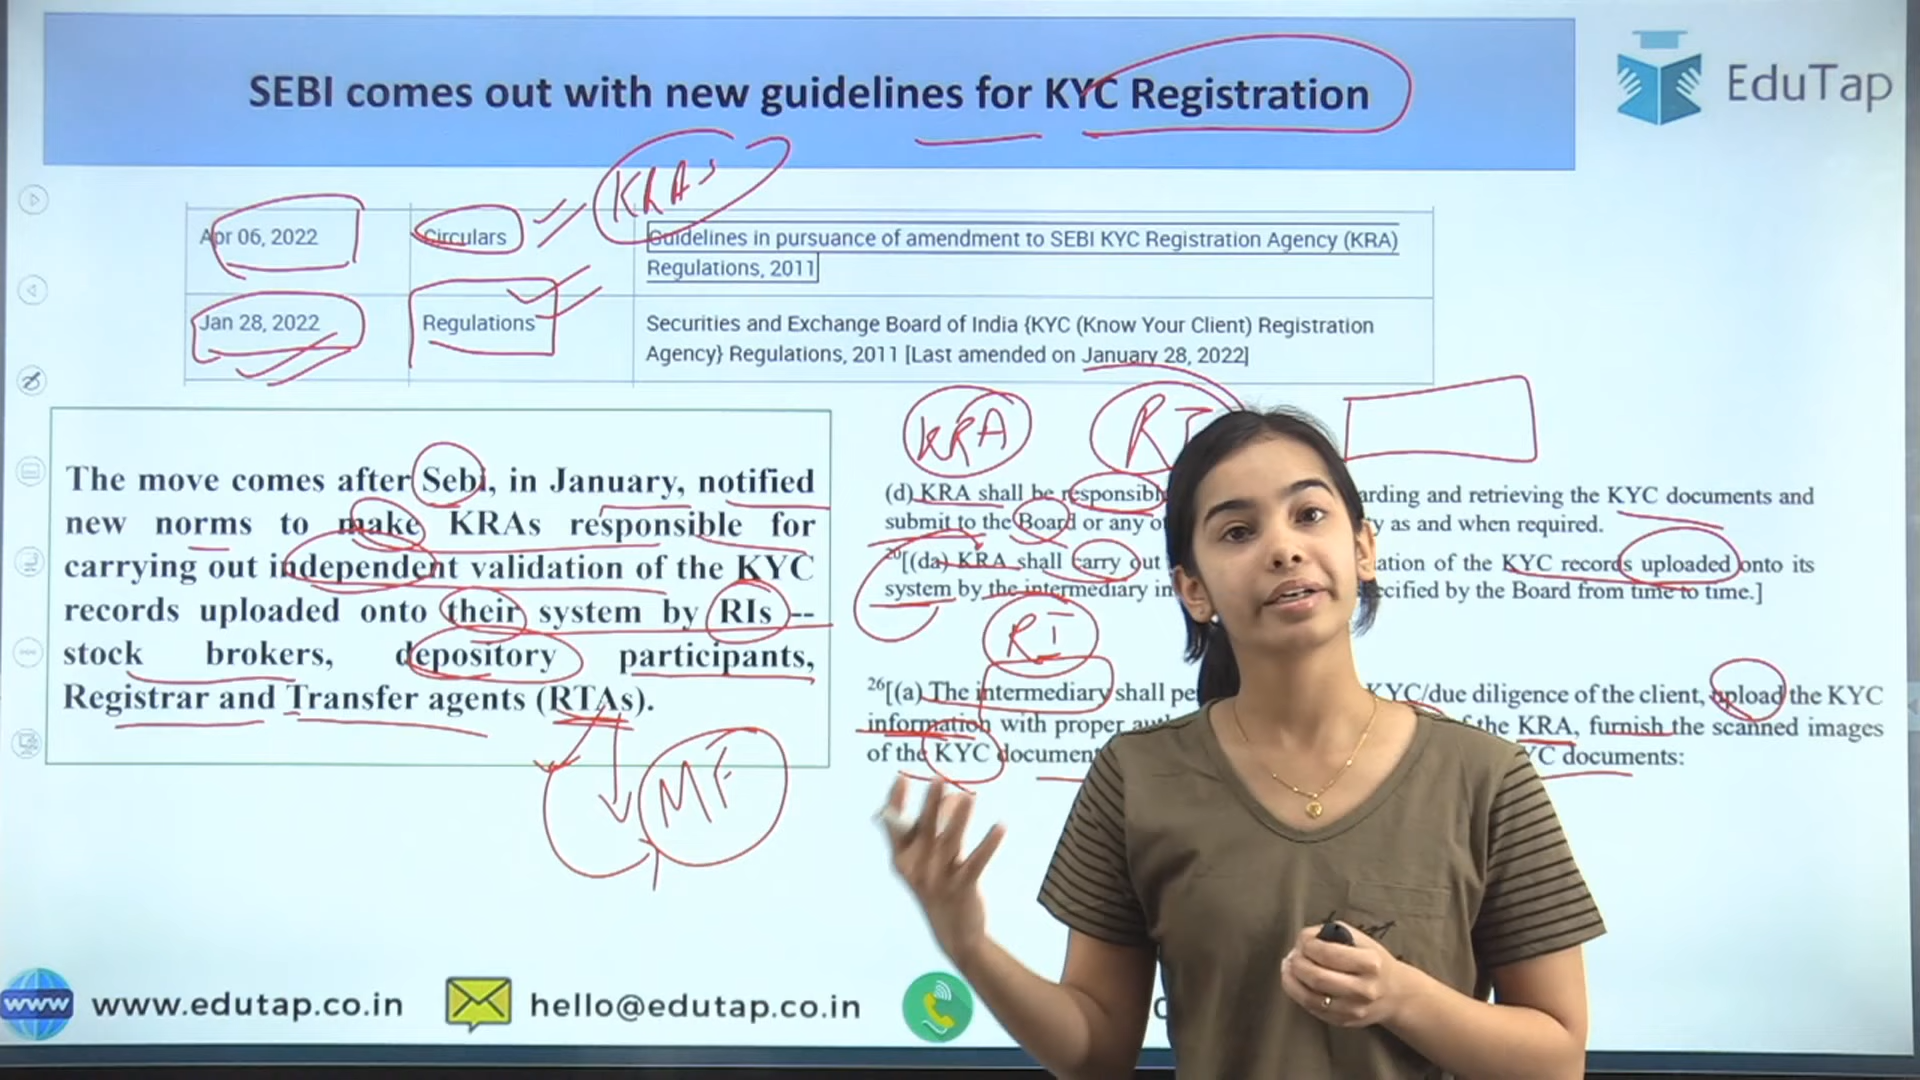 SEBI comes out with new guidelines for KYC Registration
EduTap
KRAs
Apr 06, 2022 Circulars Guidelines in pursuance of amendment to SEBI KYC Registration Agency (KRA)
Regulations, 2011
Jan 28, 2022 Regulations Securities and Exchange Board of India {KYC (Know Your Client) Registration
Agency} Regulations, 2011 [Last amended on January 28, 2022]
The move comes after Sebi, in January, notified
new norms to make KRAs responsible for
carrying out independent validation of the KYC
records uploaded onto their system by RIs --
stock brokers, depository participants,
Registrar and Transfer agents (RTAs).
MF
KRA RI
(d) KRA shall be arding and retrieving the KYC documents and
submit to the Board or any y as and when required.
20[(da) KRA shall carry out ation of the KYC records uploaded onto its
system by the intermediary in cified by the Board from time to time.]
RI
26[(a) The intermediary shall KYC/due diligence of the client, upload the KYC
information with proper the KRA, furnish the scanned images
of the KYC documen YC documents:
www
www.edutap.co.in
hello@edutap.co.in